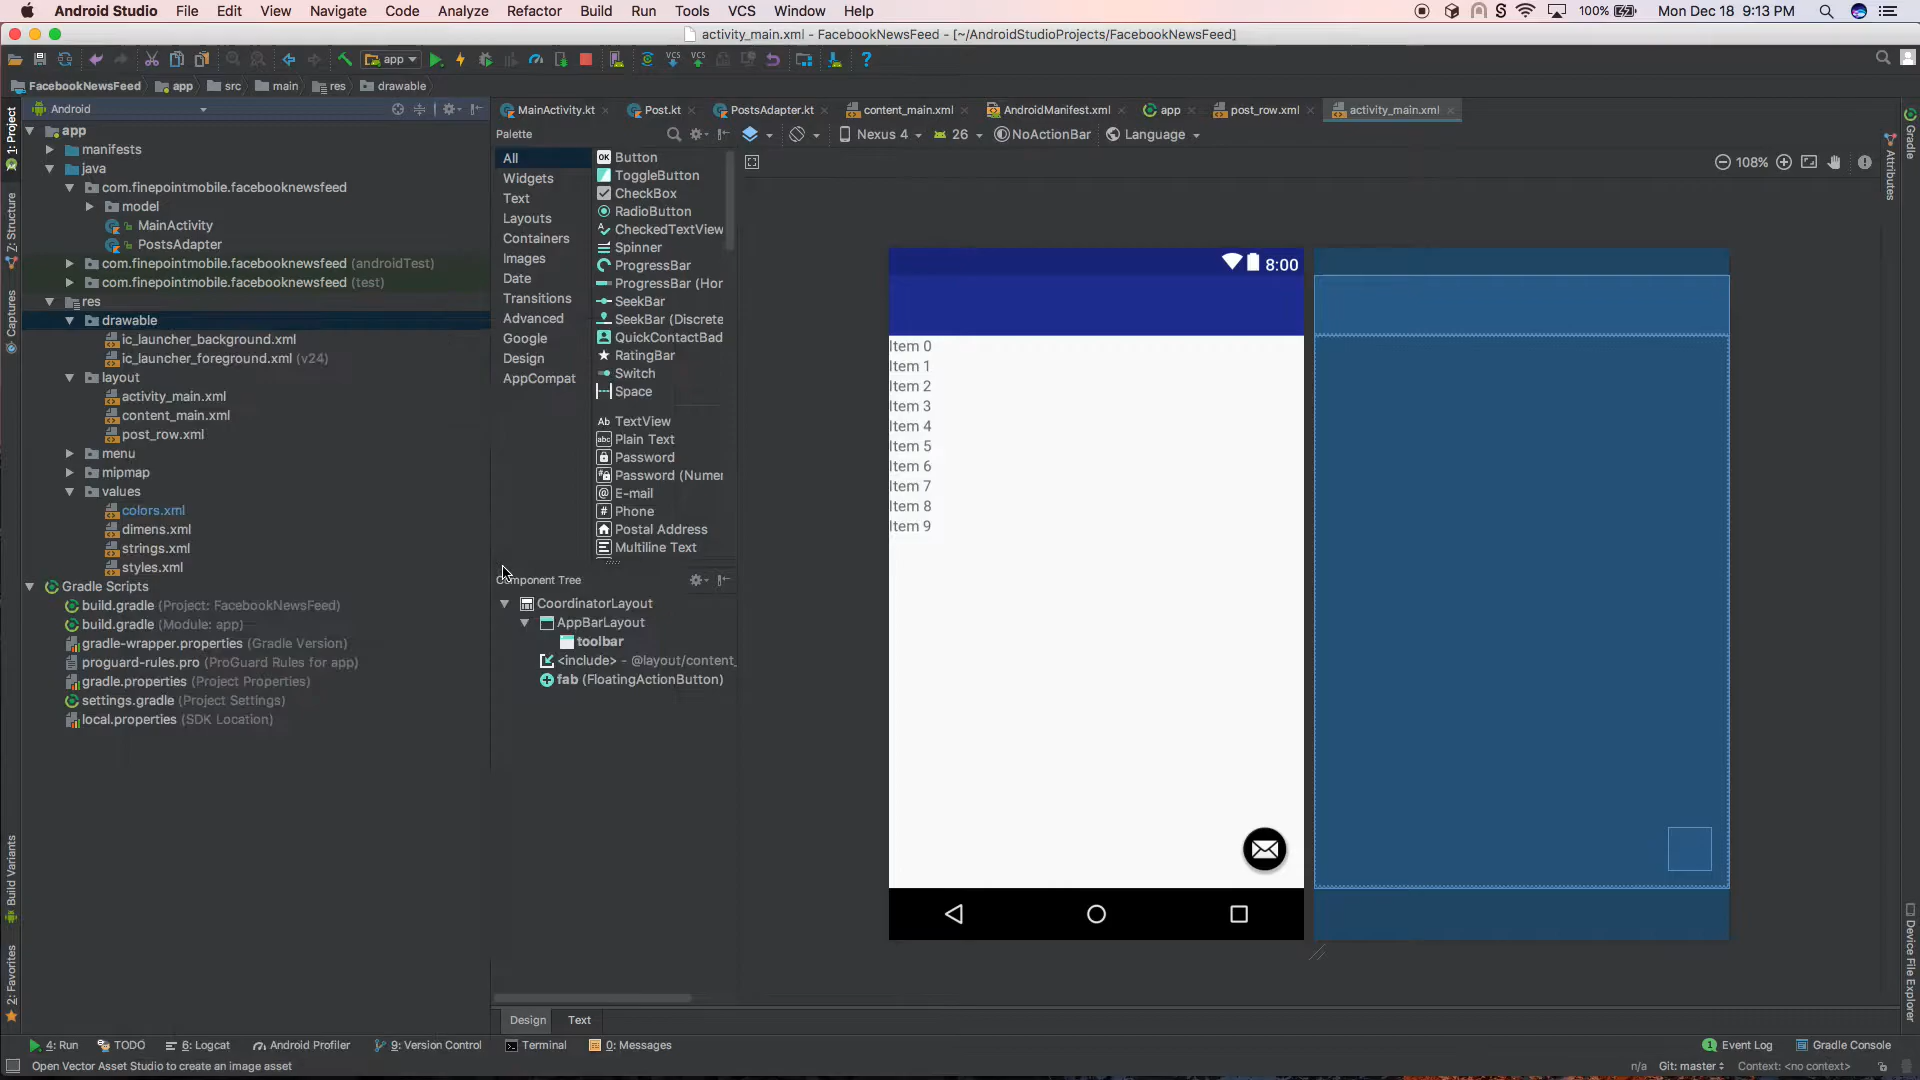 Android Studio File Edit View Navigate Code Analyze Refactor Build Run Tools VCS Window Help 100% Mon Dec 18 9:13 PM
activity_main.xml - FacebookNewsFeed - [~/AndroidStudioProjects/FacebookNewsFeed]
app VCS VCS ?
FacebookNewsFeed app src main res drawable
Android
MainActivity.kt Post.kt PostsAdapter.kt content_main.xml AndroidManifest.xml app post_row.xml activity_main.xml
1: Project
Z: Structure
Captures
Build Variants
2: Favorites
app
manifests
java
com.finepointmobile.facebooknewsfeed
model
MainActivity
PostsAdapter
com.finepointmobile.facebooknewsfeed (androidTest)
com.finepointmobile.facebooknewsfeed (test)
res
drawable
ic_launcher_background.xml
ic_launcher_foreground.xml (v24)
layout
activity_main.xml
content_main.xml
post_row.xml
menu
mipmap
values
colors.xml
dimens.xml
strings.xml
styles.xml
Gradle Scripts
build.gradle (Project: FacebookNewsFeed)
build.gradle (Module: app)
gradle-wrapper.properties (Gradle Version)
proguard-rules.pro (ProGuard Rules for app)
gradle.properties (Project Properties)
settings.gradle (Project Settings)
local.properties (SDK Location)
Palette
All
Widgets
Text
Layouts
Containers
Images
Date
Transitions
Advanced
Google
Design
AppCompat
OK Button
ToggleButton
CheckBox
RadioButton
CheckedTextView
Spinner
ProgressBar
ProgressBar (Hor
SeekBar
SeekBar (Discrete
QuickContactBad
RatingBar
Switch
Space
Ab TextView
abc Plain Text
Password
Password (Numer
@ E-mail
# Phone
Postal Address
Multiline Text
Component Tree
CoordinatorLayout
AppBarLayout
toolbar
<include> - @layout/content_
fab (FloatingActionButton)
Nexus 4 26 NoActionBar Language
108%
8:00
Item 0
Item 1
Item 2
Item 3
Item 4
Item 5
Item 6
Item 7
Item 8
Item 9
Gradle
Attributes
Device File Explorer
Design Text
4: Run TODO 6: Logcat Android Profiler 9: Version Control Terminal 0: Messages 1 Event Log Gradle Console
Open Vector Asset Studio to create an image asset n/a Git: master Context: <no context>